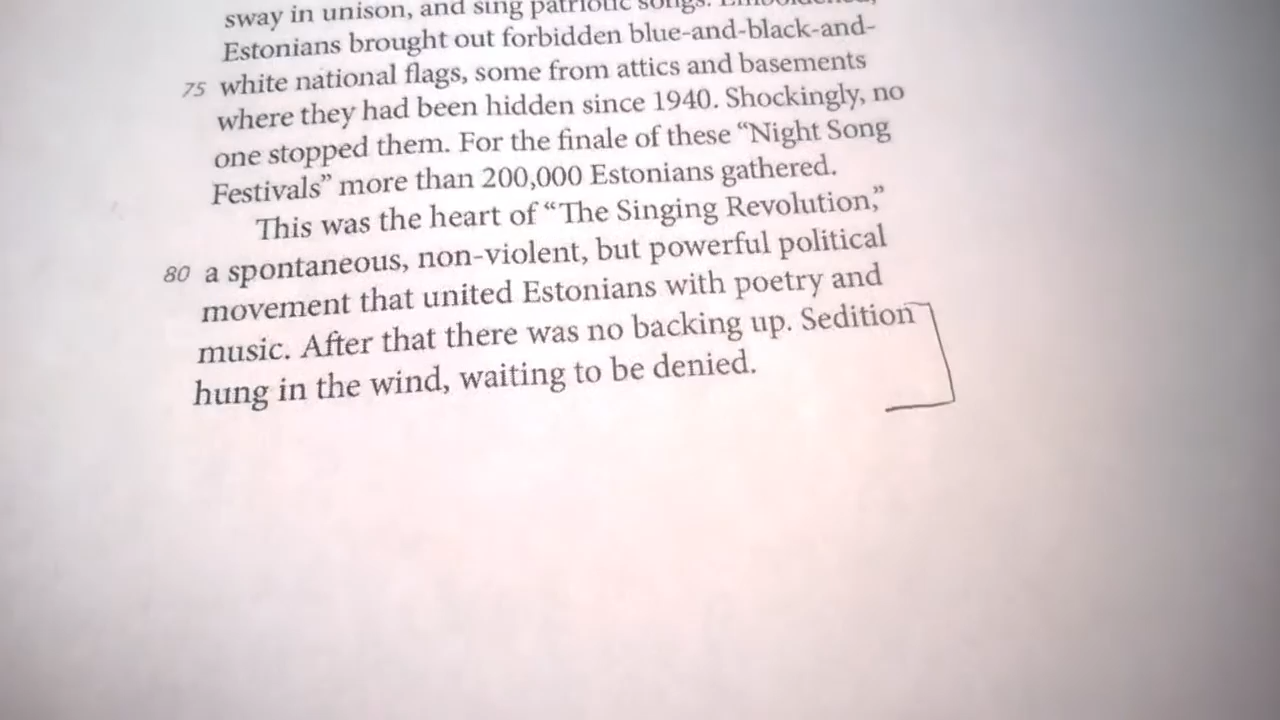 sway in unison, and sing patriotic songs. Emboldened,
Estonians brought out forbidden blue-and-black-and-
75 white national flags, some from attics and basements
where they had been hidden since 1940. Shockingly, no
one stopped them. For the finale of these “Night Song
Festivals” more than 200,000 Estonians gathered.
This was the heart of “The Singing Revolution,”
80 a spontaneous, non-violent, but powerful political
movement that united Estonians with poetry and
music. After that there was no backing up. Sedition
hung in the wind, waiting to be denied.